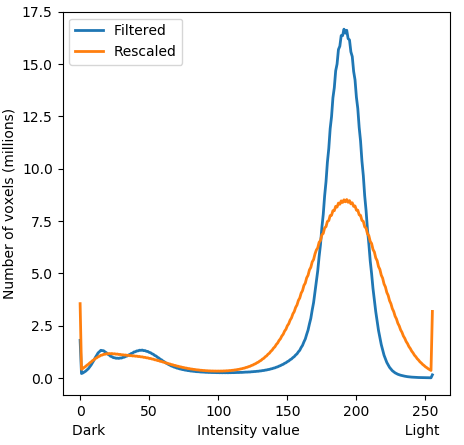 Filtered
Rescaled
Number of voxels (millions)
17.5
15.0
12.5
10.0
7.5
5.0
2.5
0.0
0 50 100 150 200 250
Dark Intensity value Light